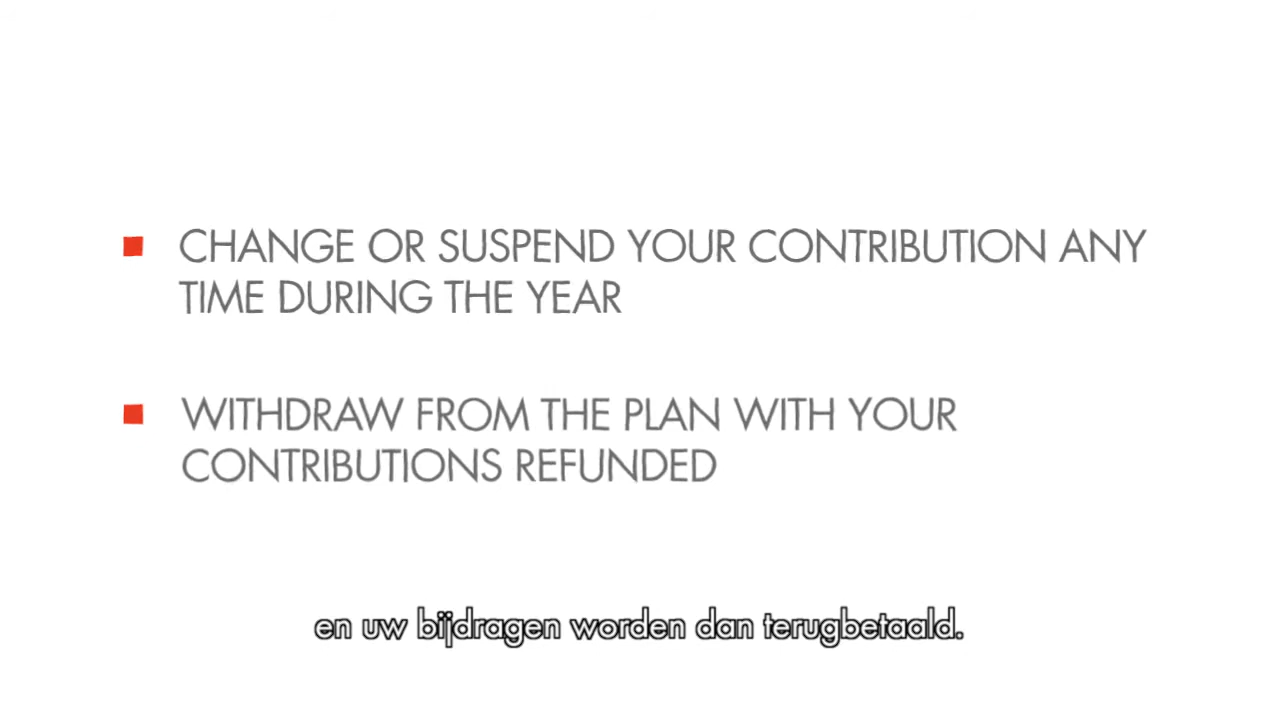 CHANGE OR SUSPEND YOUR CONTRIBUTION ANY
TIME DURING THE YEAR
WITHDRAW FROM THE PLAN WITH YOUR
CONTRIBUTIONS REFUNDED
en uw bijdragen worden dan terugbetaald.